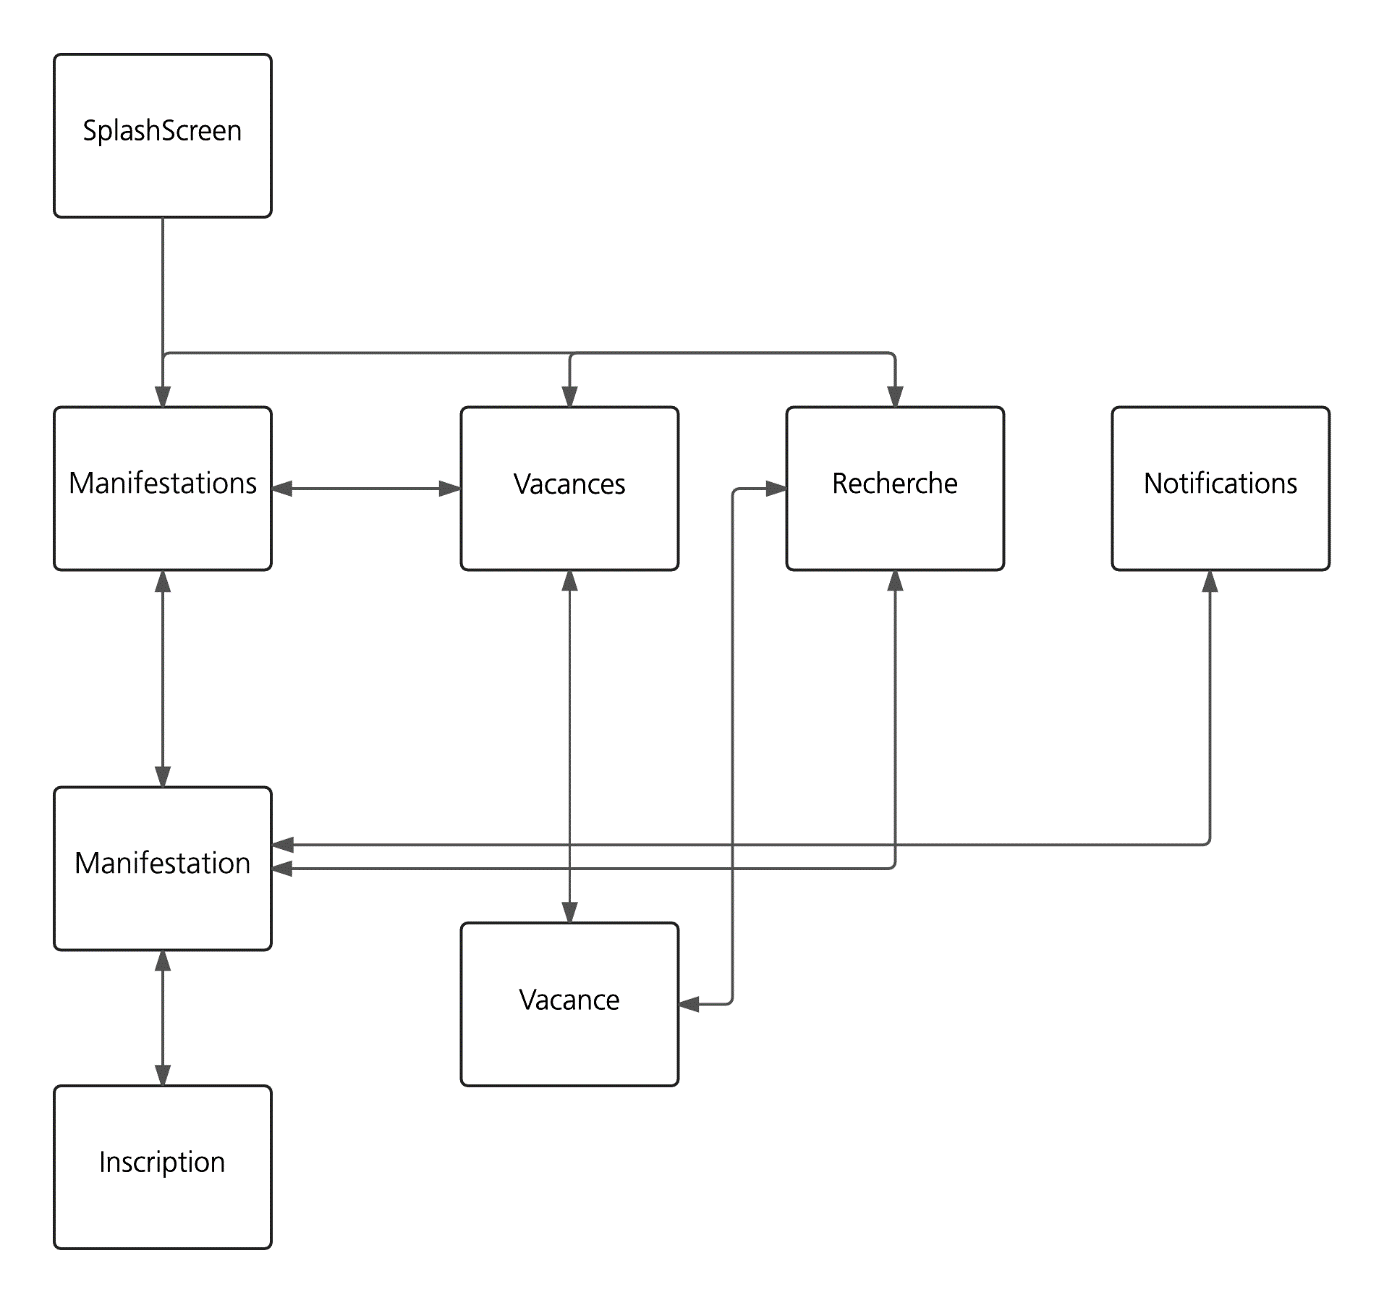 SplashScreen
Manifestations
Vacances
Recherche
Notifications
Manifestation
Vacance
Inscription